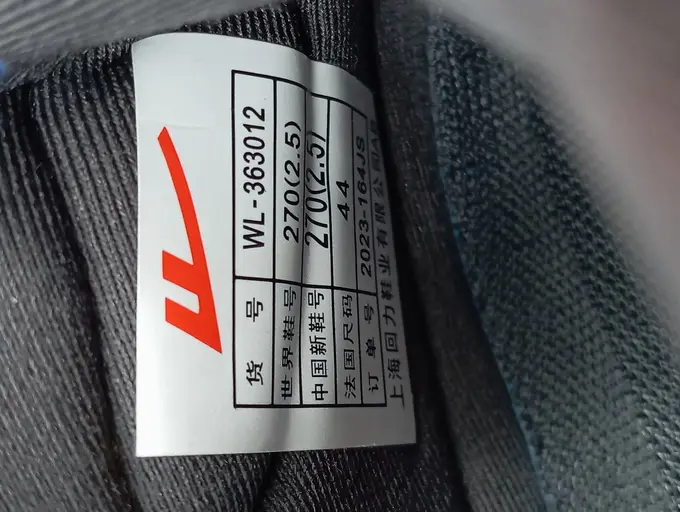 货号 WL-363012
世界鞋号 270(2.5)
中国新鞋号 270(2.5)
法国尺码 44
订单号 2023-164JS
上海回力鞋业有限公司